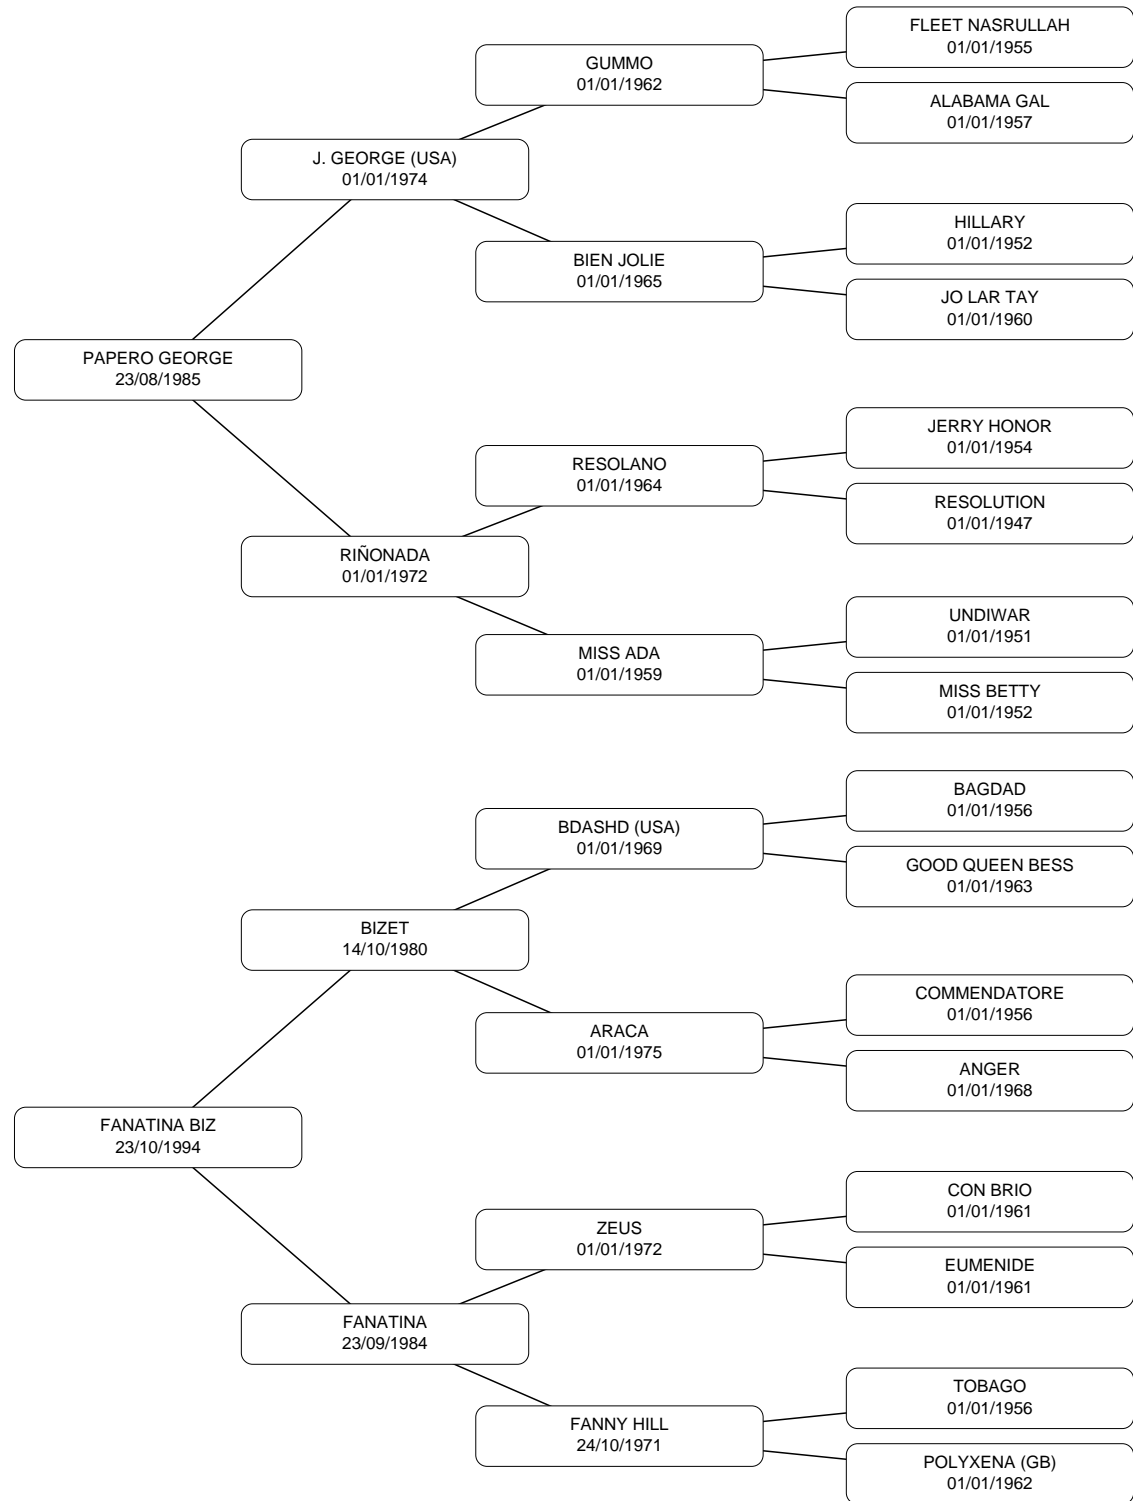 FLEET NASRULLAH
01/01/1955
GUMMO
01/01/1962
ALABAMA GAL
01/01/1957
J. GEORGE (USA)
01/01/1974
HILLARY
01/01/1952
BIEN JOLIE
01/01/1965
JO LAR TAY
01/01/1960
PAPERO GEORGE
23/08/1985
JERRY HONOR
01/01/1954
RESOLANO
01/01/1964
RESOLUTION
01/01/1947
RIÑONADA
01/01/1972
UNDIWAR
01/01/1951
MISS ADA
01/01/1959
MISS BETTY
01/01/1952
BAGDAD
01/01/1956
BDASHD (USA)
01/01/1969
GOOD QUEEN BESS
01/01/1963
BIZET
14/10/1980
COMMENDATORE
01/01/1956
ARACA
01/01/1975
ANGER
01/01/1968
FANATINA BIZ
23/10/1994
CON BRIO
01/01/1961
ZEUS
01/01/1972
EUMENIDE
01/01/1961
FANATINA
23/09/1984
TOBAGO
01/01/1956
FANNY HILL
24/10/1971
POLYXENA (GB)
01/01/1962